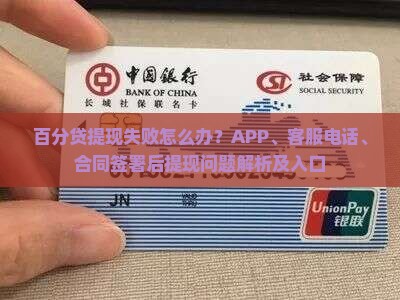 中国银行
BANK OF CHINA
长城 社保联名卡
社会保障
SOCIAL SECURITY
百分贷提现失败怎么办?APP、客服电话、
合同签署后提现问题解析及入口
JN
UnionPay
银联